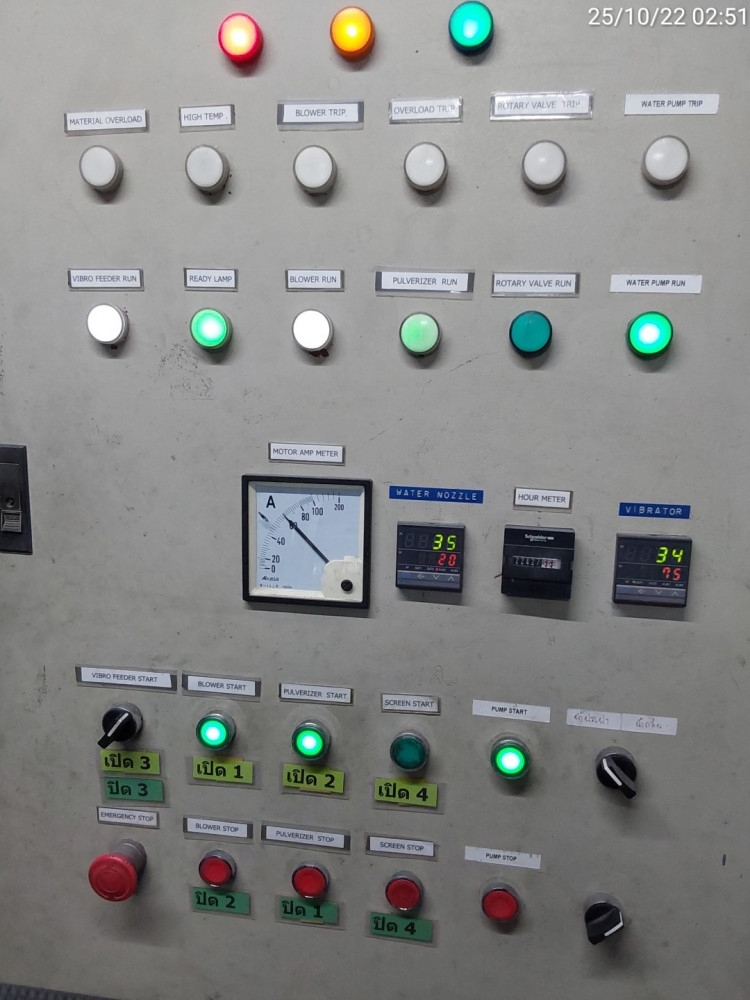 25/10/22 02:51
MATERIAL OVERLOAD
HIGH TEMP.
BLOWER TRIP
OVERLOAD TRIP
ROTARY VALVE TRIP
WATER PUMP TRIP
VIBRO FEEDER RUN
READY LAMP
BLOWER RUN
PULVERIZER RUN
ROTARY VALVE RUN
WATER PUMP RUN
MOTOR AMP METER
WATER NOZZLE
HOUR METER
VIBRATOR
A
200
100
80
60
40
20
0
35
20
Schneider
34
75
VIBRO FEEDER START
BLOWER START
PULVERIZER START
SCREEN START
PUMP START
เปิด 3
เปิด 1
เปิด 2
เปิด 4
ปิด 3
EMERGENCY STOP
BLOWER STOP
PULVERIZER STOP
SCREEN STOP
PUMP STOP
ปิด 2
ปิด 1
ปิด 4